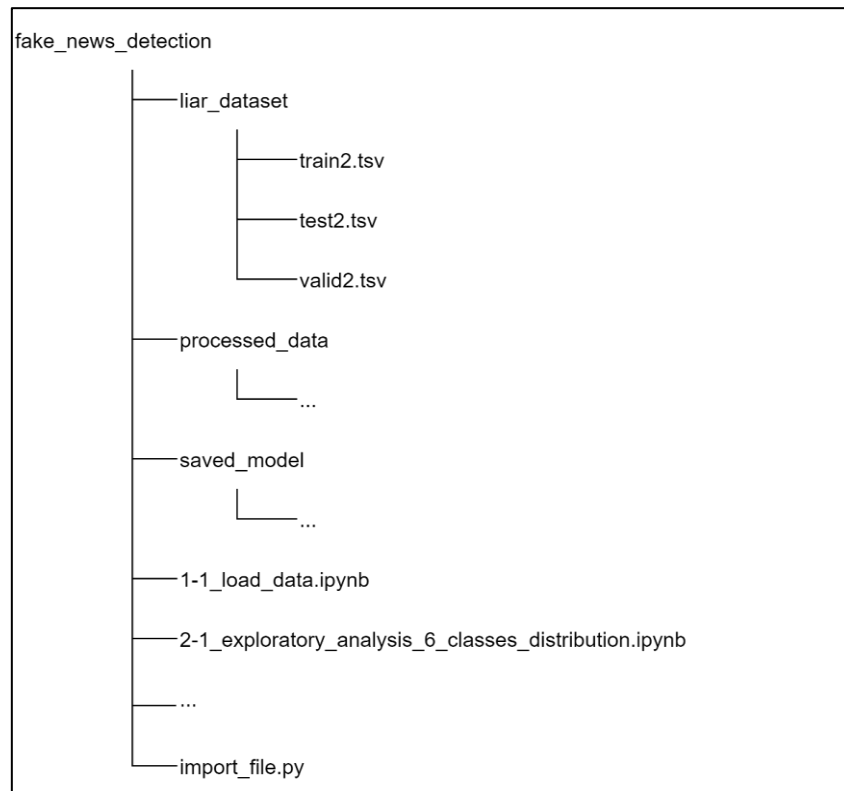 fake_news_detection
liar_dataset
train2.tsv
test2.tsv
valid2.tsv
processed_data
...
saved_model
...
1-1_load_data.ipynb
2-1_exploratory_analysis_6_classes_distribution.ipynb
...
import_file.py